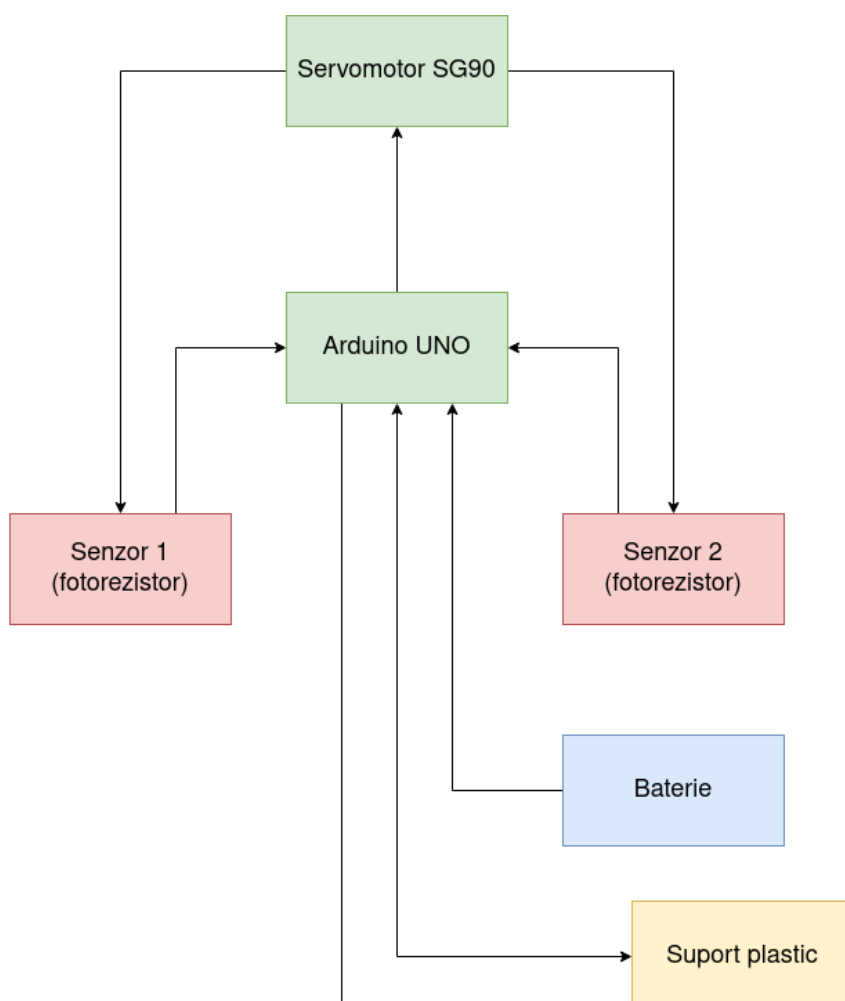 Servomotor SG90
Arduino UNO
Senzor 1
(fotorezistor)
Senzor 2
(fotorezistor)
Baterie
Suport plastic